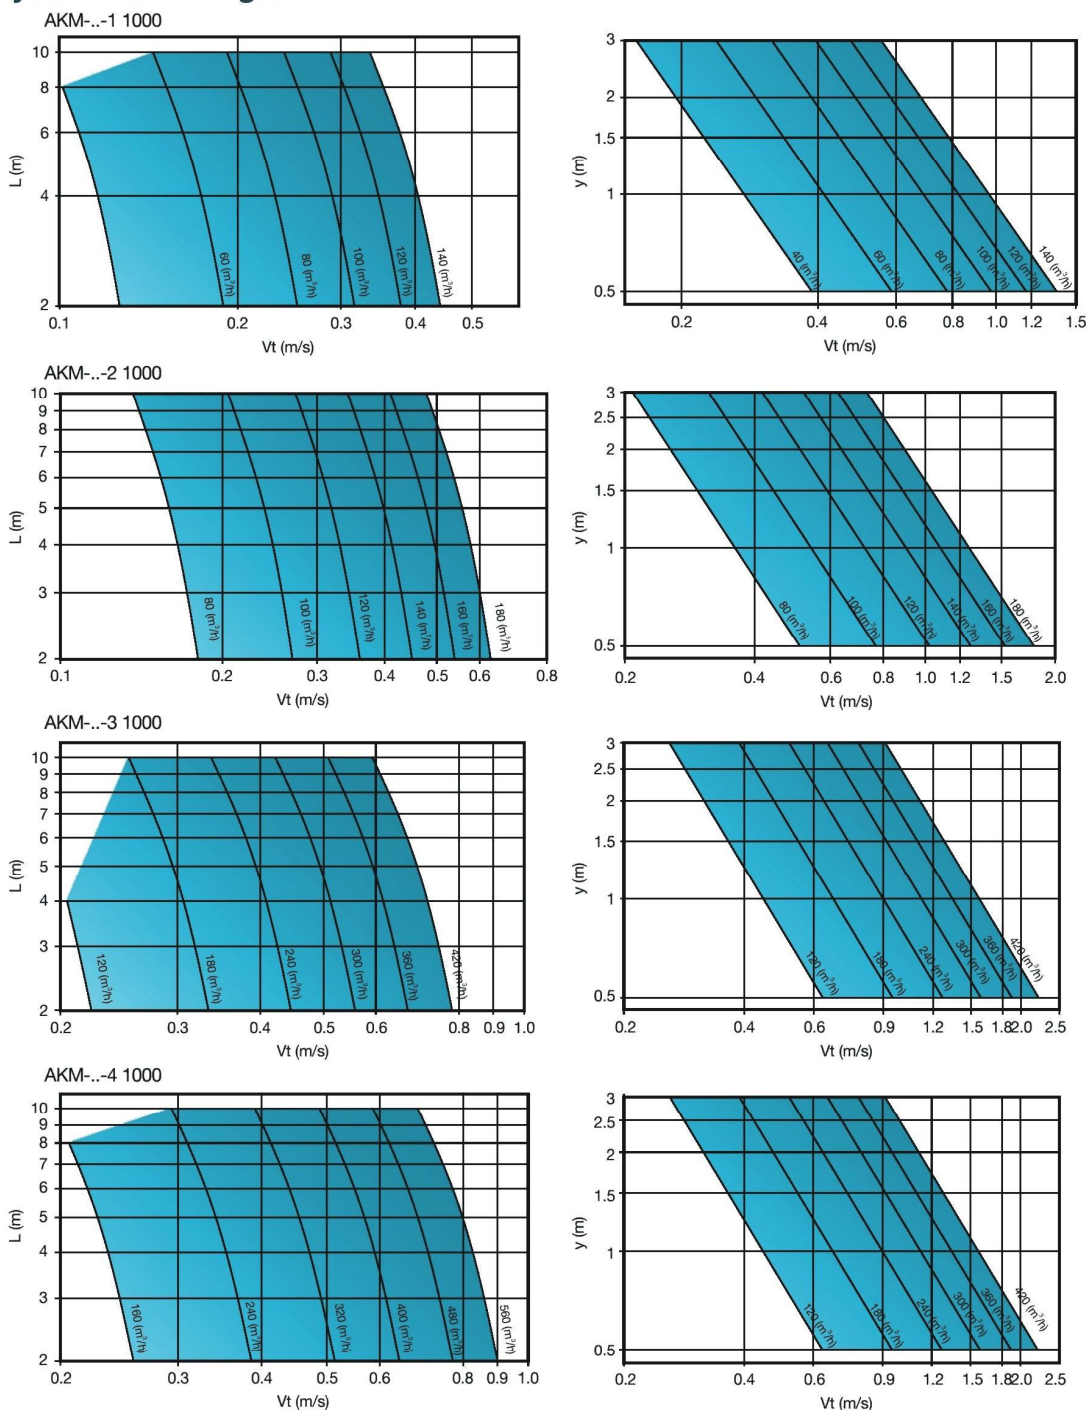 AKM-..-1 1000
10
8
6
4
2
L (m)
60 (m³/h)
80 (m³/h)
100 (m³/h)
120 (m³/h)
140 (m³/h)
0.1 0.2 0.3 0.4 0.5
Vt (m/s)
3
2
1.5
1
0.5
y (m)
40 (m³/h)
60 (m³/h)
80 (m³/h)
100 (m³/h)
120 (m³/h)
140 (m³/h)
0.2 0.4 0.6 0.8 1.0 1.2 1.5
Vt (m/s)
AKM-..-2 1000
10
9
8
7
6
5
4
3
2
L (m)
80 (m³/h)
100 (m³/h)
120 (m³/h)
140 (m³/h)
160 (m³/h)
180 (m³/h)
0.1 0.2 0.3 0.4 0.5 0.6 0.8
Vt (m/s)
3
2.5
2
1.5
1
0.5
y (m)
80 (m³/h)
100 (m³/h)
120 (m³/h)
140 (m³/h)
160 (m³/h)
180 (m³/h)
0.2 0.4 0.6 0.8 1.0 1.2 1.5 2.0
Vt (m/s)
AKM-..-3 1000
10
9
8
7
6
5
4
3
2
L (m)
120 (m³/h)
180 (m³/h)
240 (m³/h)
300 (m³/h)
360 (m³/h)
420 (m³/h)
0.2 0.3 0.4 0.5 0.6 0.8 0.9 1.0
Vt (m/s)
3
2.5
2
1.5
1
0.5
y (m)
120 (m³/h)
180 (m³/h)
240 (m³/h)
300 (m³/h)
360 (m³/h)
420 (m³/h)
0.2 0.4 0.6 0.9 1.2 1.5 1.8 2.0 2.5
Vt (m/s)
AKM-..-4 1000
10
9
8
7
6
5
4
3
2
L (m)
160 (m³/h)
240 (m³/h)
320 (m³/h)
400 (m³/h)
480 (m³/h)
560 (m³/h)
0.2 0.3 0.4 0.5 0.6 0.8 0.9 1.0
Vt (m/s)
3
2.5
2
1.5
1
0.5
y (m)
120 (m³/h)
180 (m³/h)
240 (m³/h)
300 (m³/h)
360 (m³/h)
420 (m³/h)
0.2 0.4 0.6 0.9 1.2 1.5 1.8 2.0 2.5
Vt (m/s)